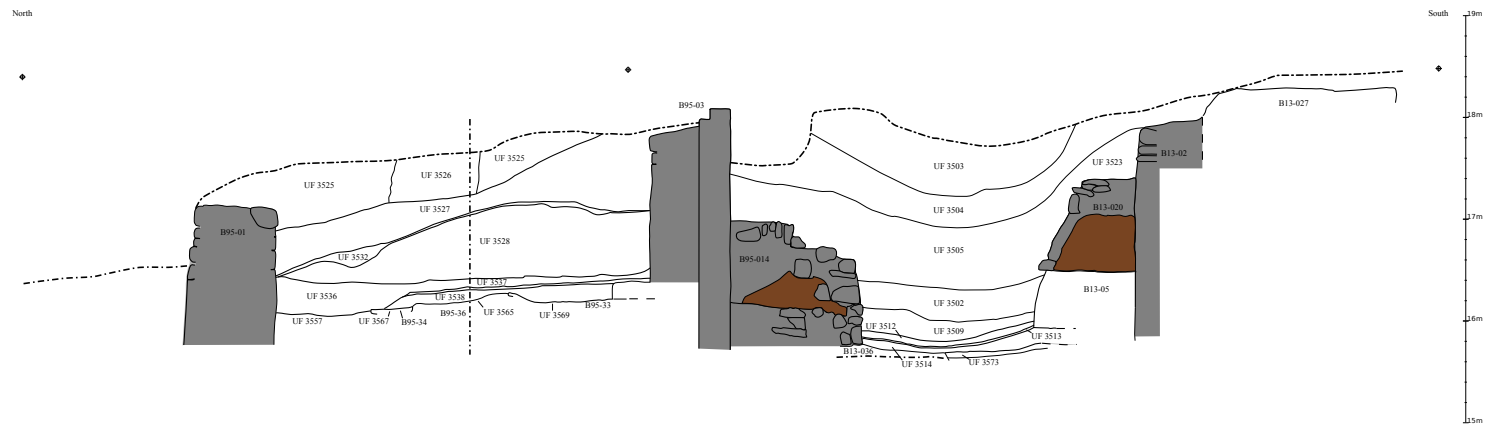 North
South
19m
B95-03
B13-027
18m
UF 3525
UF 3526
UF 3525
UF 3503
UF 3523
B13-02
UF 3527
UF 3504
B13-020
17m
B95-01
UF 3528
UF 3532
B95-014
UF 3505
UF 3537
B13-05
UF 3536
UF 3538
UF 3502
B95-33
B95-36
UF 3565
UF 3569
UF 3557
UF 3567
B95-34
16m
UF 3512
UF 3509
UF 3513
B13-036
UF 3514
UF 3573
15m